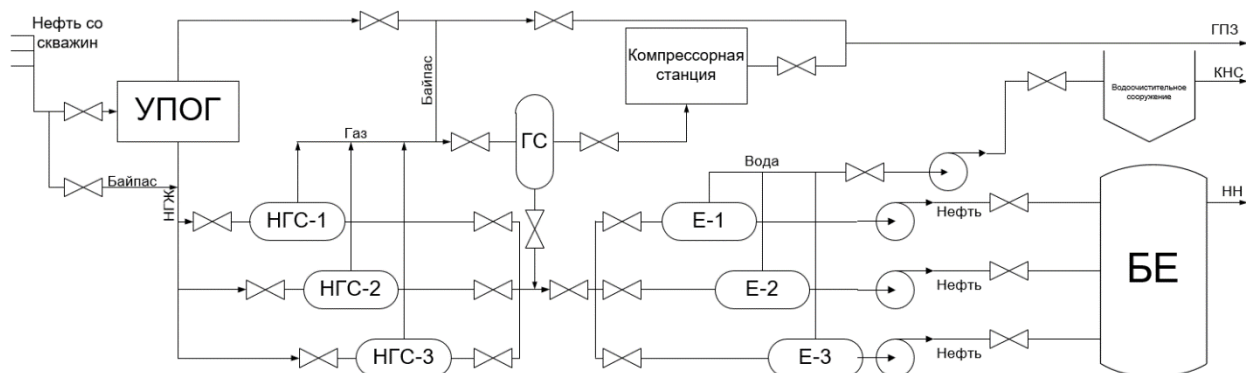 Нефть со
скважин
УПОГ
Байпас
НГЖ
Газ
Байпас
НГС-1
НГС-2
НГС-3
ГС
Компрессорная
станция
Вода
Е-1
Е-2
Е-3
Нефть
Нефть
Нефть
Водоочистительное
сооружение
БЕ
ГПЗ
КНС
НН